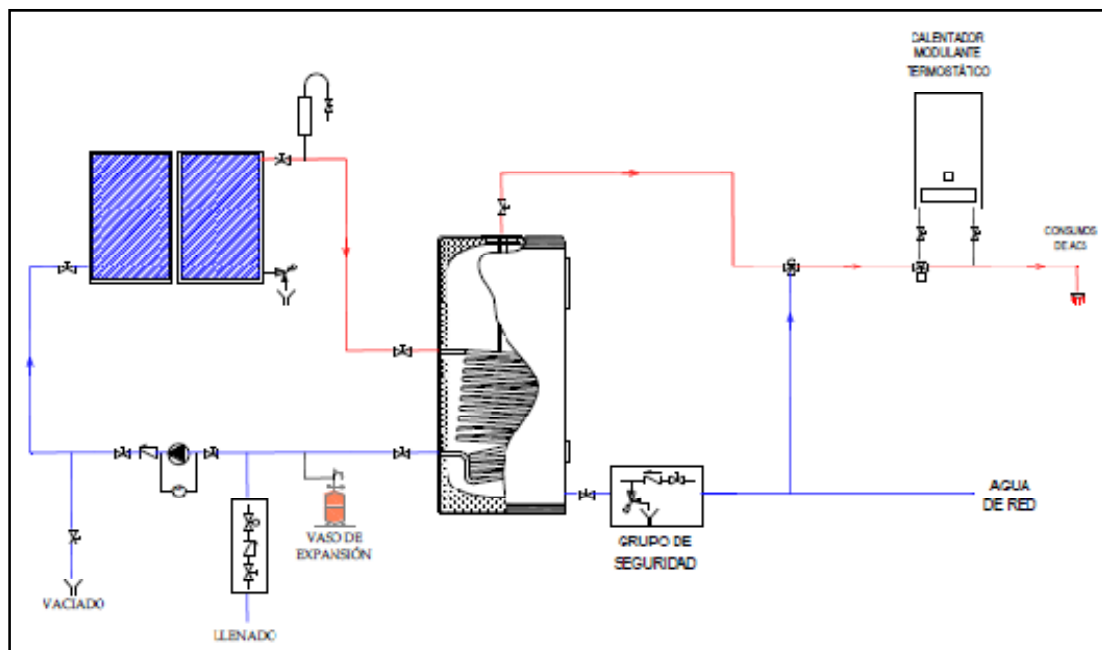 CALENTADOR
MODULANTE
TERMOSTÁTICO
CONSUMOS
DE ACS
AGUA
DE RED
GRUPO DE
SEGURIDAD
VASO DE
EXPANSIÓN
VACIADO
LLENADO